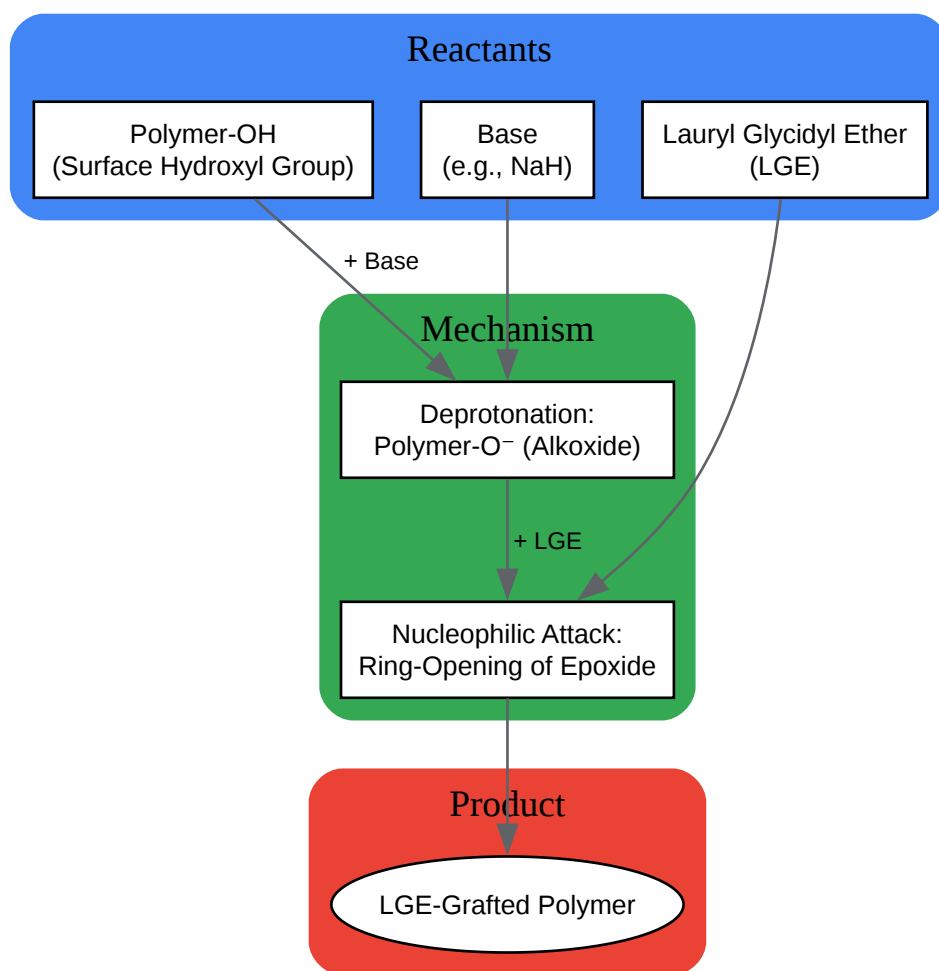 Reactants
Polymer-OH
(Surface Hydroxyl Group)
Base
(e.g., NaH)
Lauryl Glycidyl Ether
(LGE)
+ Base
Mechanism
Deprotonation:
Polymer-O⁻ (Alkoxide)
+ LGE
Nucleophilic Attack:
Ring-Opening of Epoxide
Product
LGE-Grafted Polymer